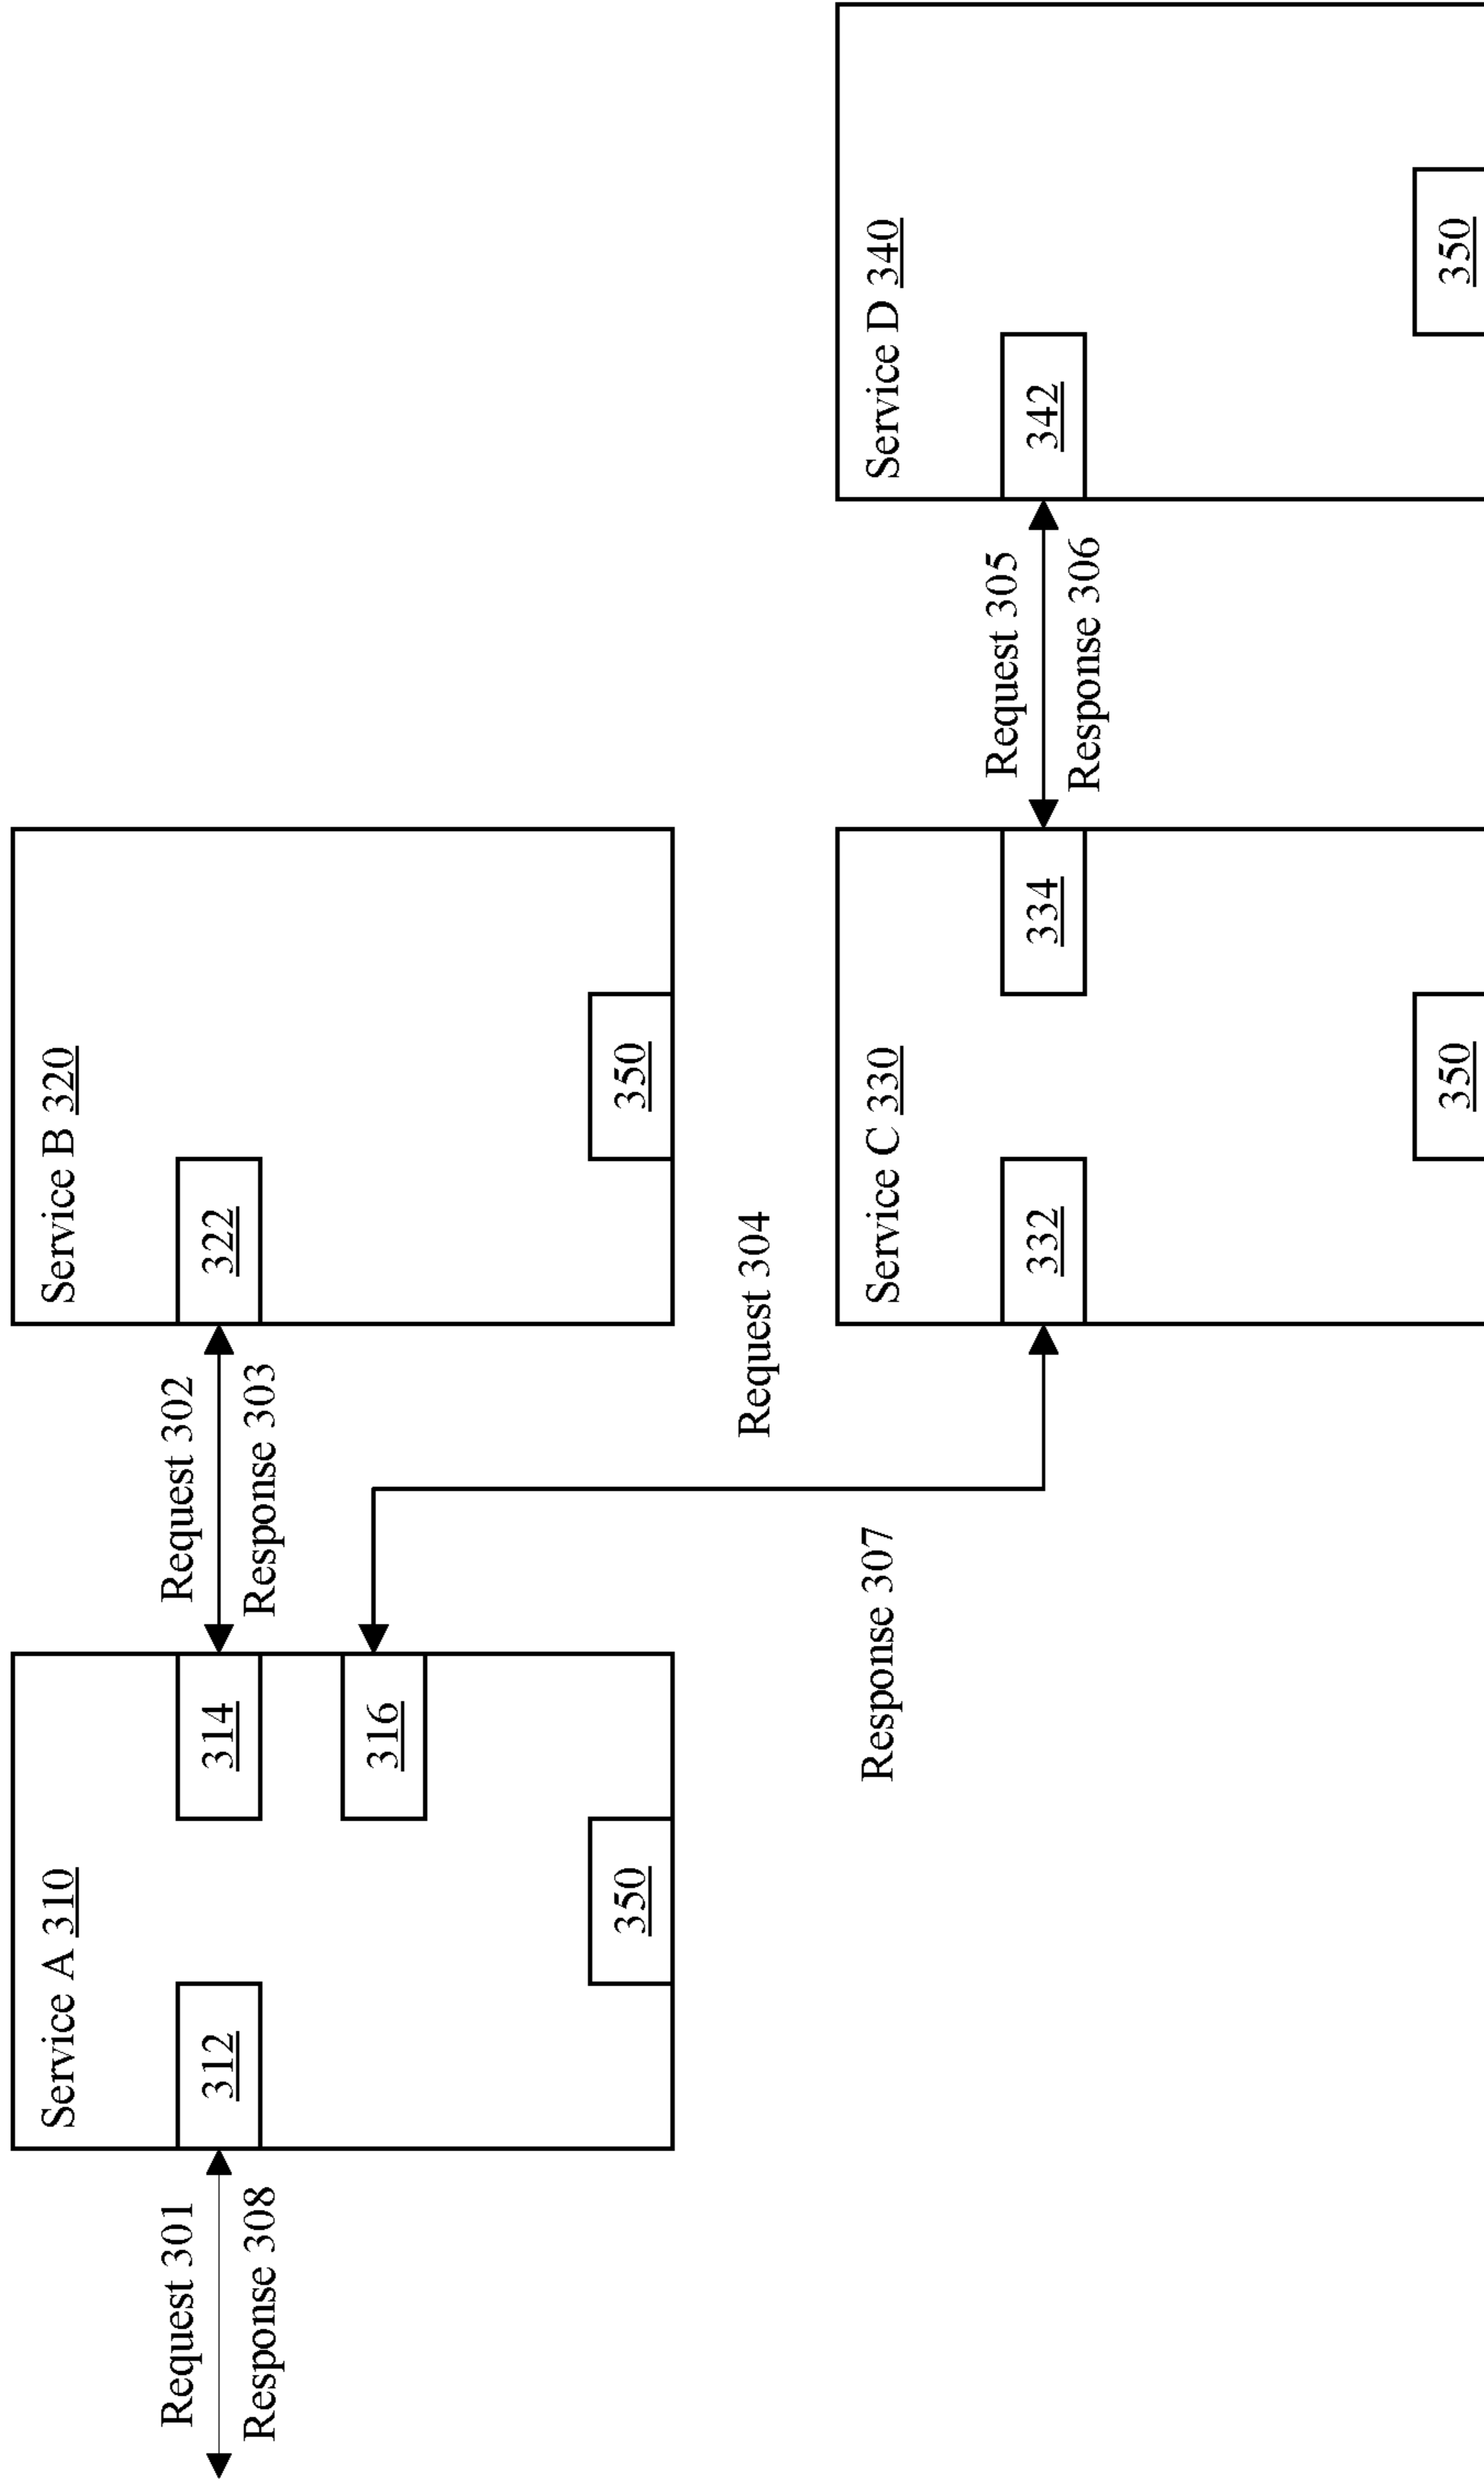 Service A 310
Request 301
Response 308
312
314
316
350
Request 302
Response 303
Service B 320
322
350
Request 304
Response 307
Service C 330
332
334
350
Request 305
Response 306
Service D 340
342
350